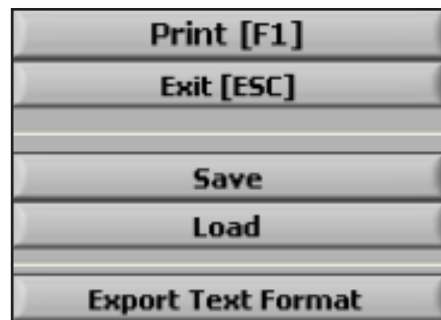 Print [F1]
Exit [ESC]
Save
Load
Export Text Format